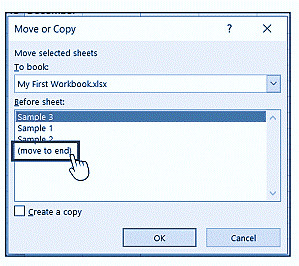 December
Move or Copy ? ×
Move selected sheets
To book:
My First Workbook.xlsx
Before sheet:
Sample 3
Sample 1
Sample 2
(move to end)
Create a copy
OK Cancel